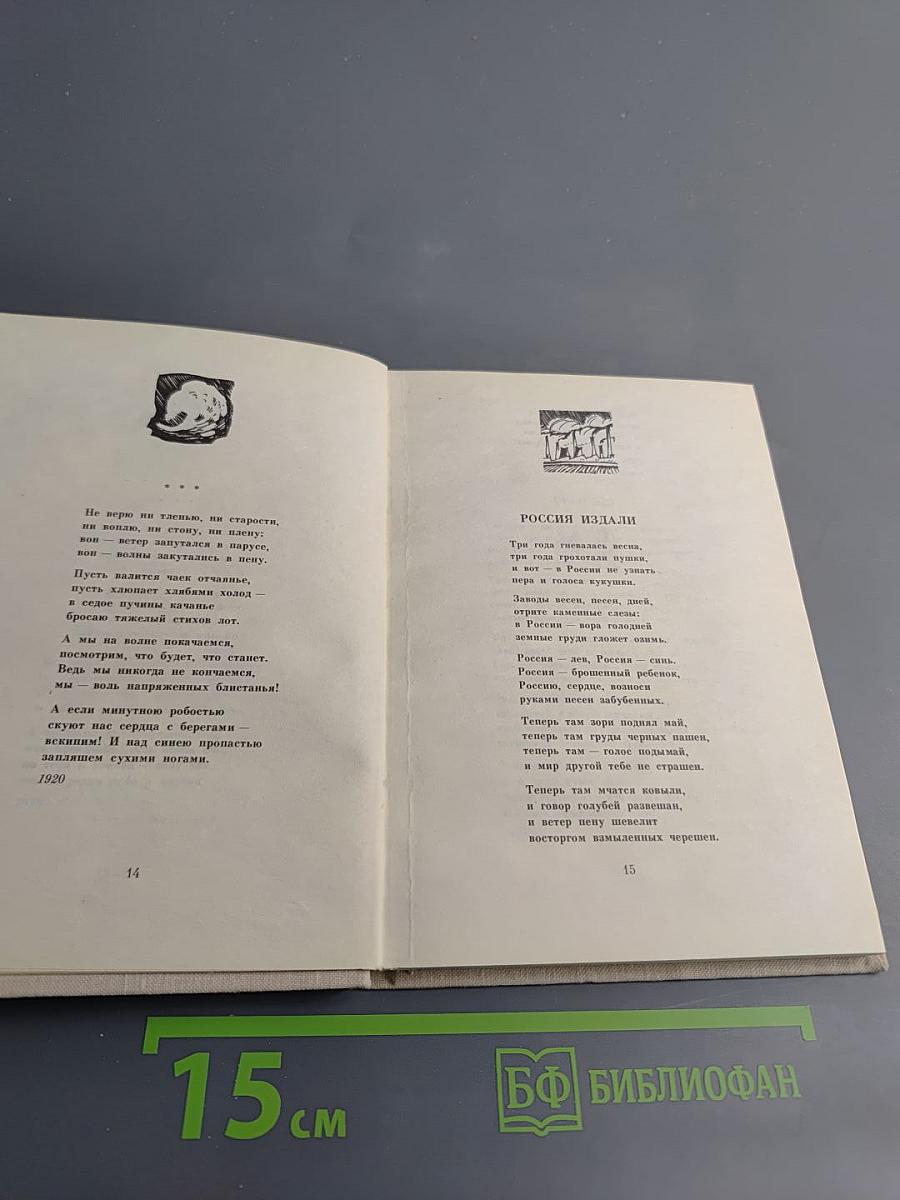 * * *
Не верю ни тленью, ни старости,
ни воплю, ни стону, ни плену:
вон — ветер запутался в парусе,
вон — волны закутались в пену.
Пусть валится чаек отчаянье,
пусть хлюпает хлябями холод —
в седое пучины качанье
бросаю тяжелый стихов лот.
А мы на волне покачаемся,
посмотрим, что будет, что станет.
Ведь мы никогда не кончаемся,
мы — воль напряженных блистанья!
А если минутною робостью
скуют нас сердца с берегами —
вскипим! И над синею пропастью
запляшем сухими ногами.
1920
14
РОССИЯ ИЗДАЛИ
Три года гневалась весна,
три года грохотали пушки,
и вот — в России не узнать
пера и голоса кукушки.
Заводы весен, песен, дней,
отрите каменные слезы:
в России — вора голодней
земные груди гложет озимь.
Россия — лев, Россия — синь.
Россия — брошенный ребенок,
Россию, сердце, возноси
руками песен забубенных.
Теперь там зори поднял май,
теперь там груды черных пашен,
теперь там — голос подымай,
и мир другой тебе не страшен.
Теперь там мчатся ковыли,
и говор голубей развешан,
и ветер пену шевелит
восторгом взмыленных черешен.
15
15 см
БФ БИБЛИОФАН